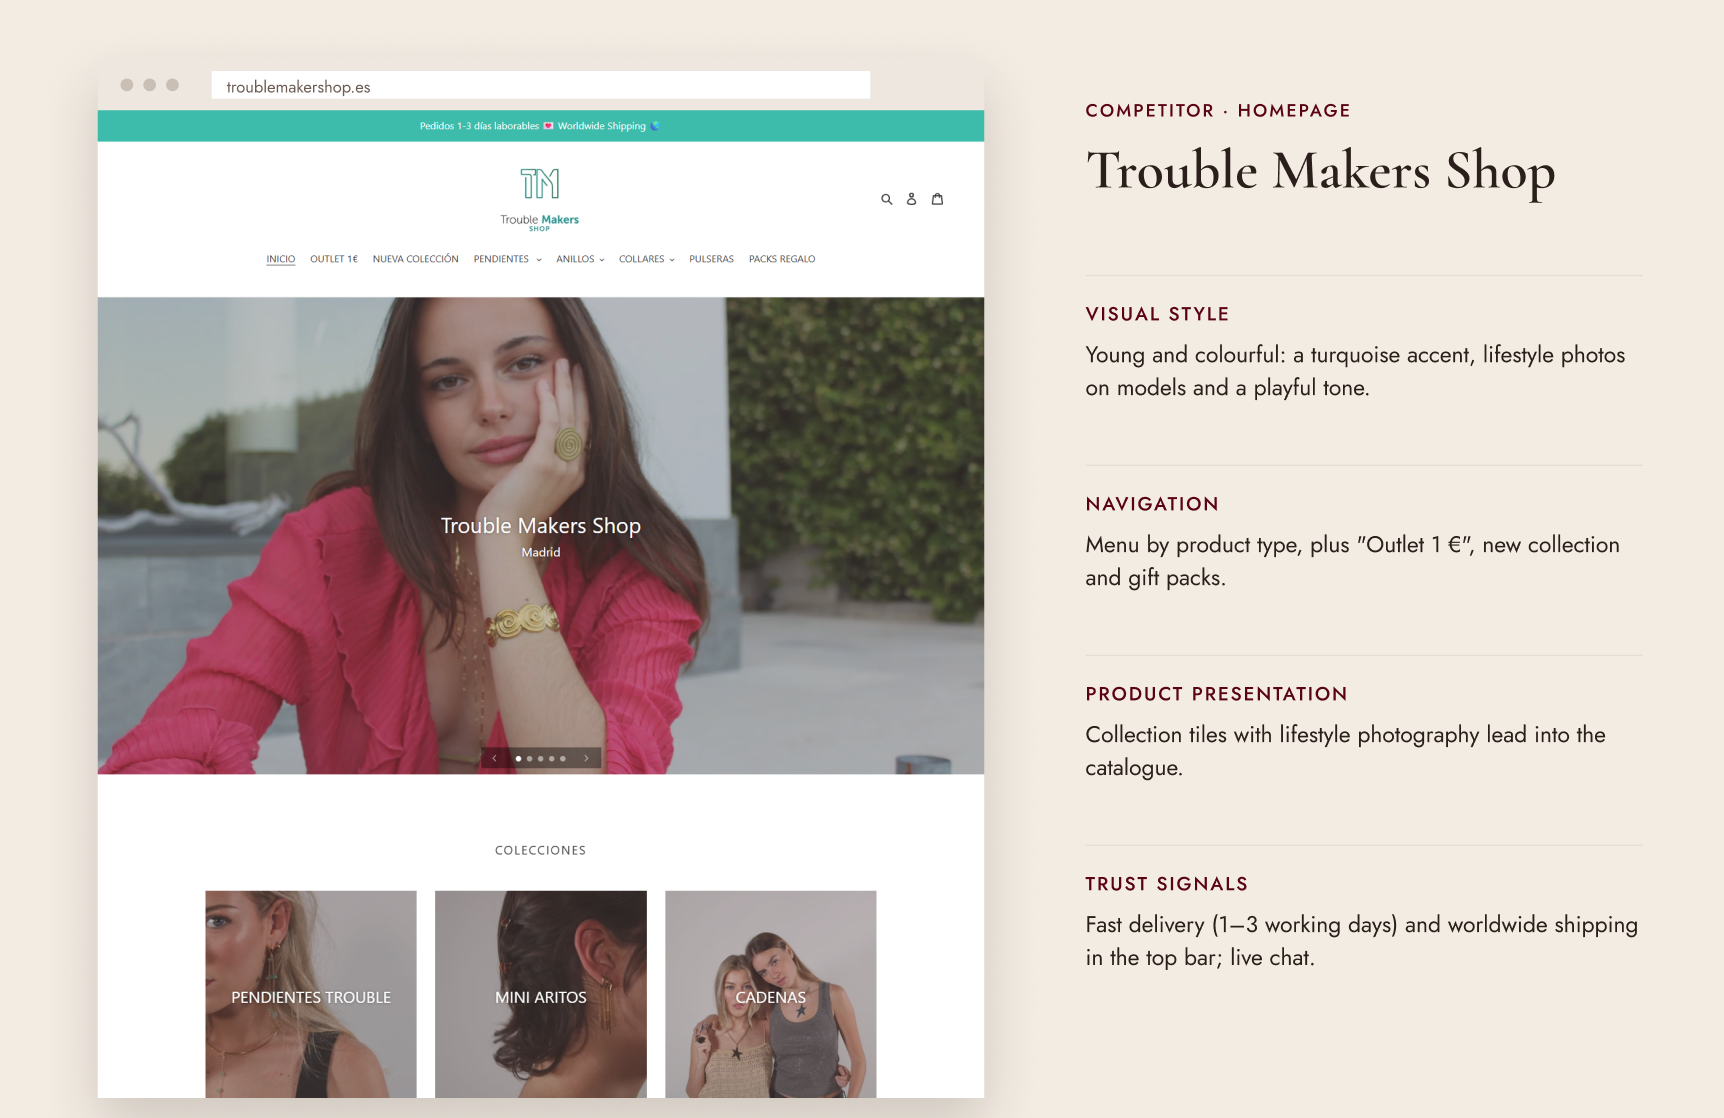 troublemakershop.es
Pedidos 1-3 días laborables 💌 Worldwide Shipping 🌊
TM
Trouble Makers
SHOP
INICIO OUTLET 1€ NUEVA COLECCIÓN PENDIENTES ANILLOS COLLARES PULSERAS PACKS REGALO
Trouble Makers Shop
Madrid
COLECCIONES
PENDIENTES TROUBLE
MINI ARITOS
CADENAS
COMPETITOR · HOMEPAGE
Trouble Makers Shop
VISUAL STYLE
Young and colourful: a turquoise accent, lifestyle photos
on models and a playful tone.
NAVIGATION
Menu by product type, plus "Outlet 1 €", new collection
and gift packs.
PRODUCT PRESENTATION
Collection tiles with lifestyle photography lead into the
catalogue.
TRUST SIGNALS
Fast delivery (1–3 working days) and worldwide shipping
in the top bar; live chat.